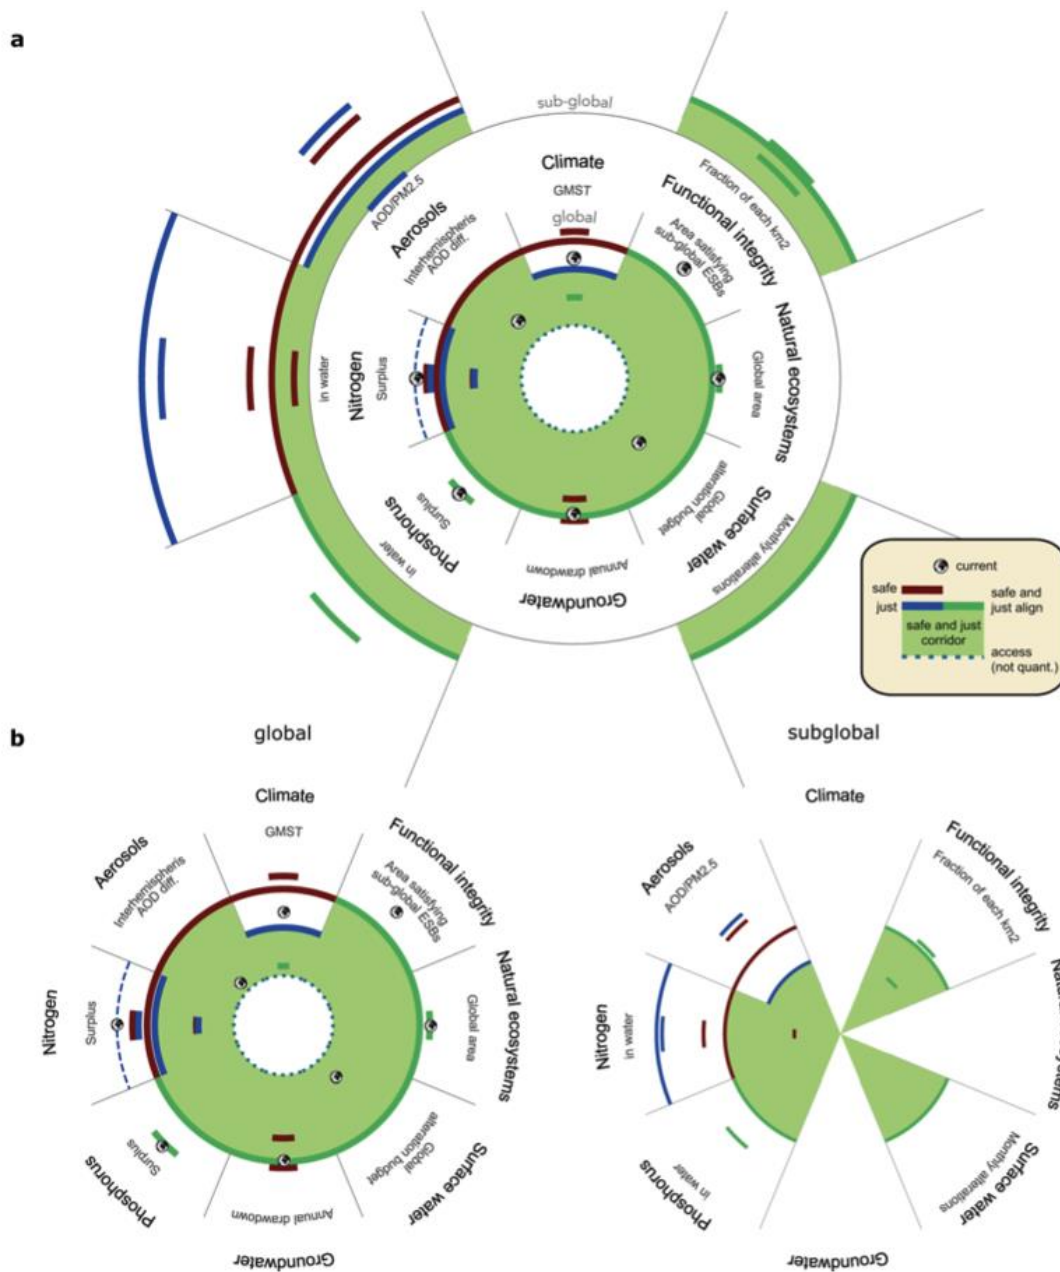 a
sub-global
Climate
GMST
global
Functional integrity
Fraction of each km2
Area satisfying
sub-global ESBs
Natural ecosystems
Global area
Surface water
Global
alteration budget
Monthly alterations
Groundwater
Annual drawdown
Phosphorus
Surplus
in water
Nitrogen
Surplus
in water
Aerosols
Interhemispheris
AOD diff.
AOD/PM2.5
current
safe
just
safe and
just align
safe and just
corridor
access
(not quant.)
b
global
Climate
GMST
Functional integrity
Area satisfying
sub-global ESBs
Natural ecosystems
Global area
Surface water
Global
alteration budget
Groundwater
Annual drawdown
Phosphorus
Surplus
Nitrogen
Surplus
Aerosols
Interhemispheris
AOD diff.
subglobal
Climate
Functional integrity
Fraction of each km2
Surface water
Monthly alterations
Groundwater
Phosphorus
in water
Nitrogen
in water
Aerosols
AOD/PM2.5